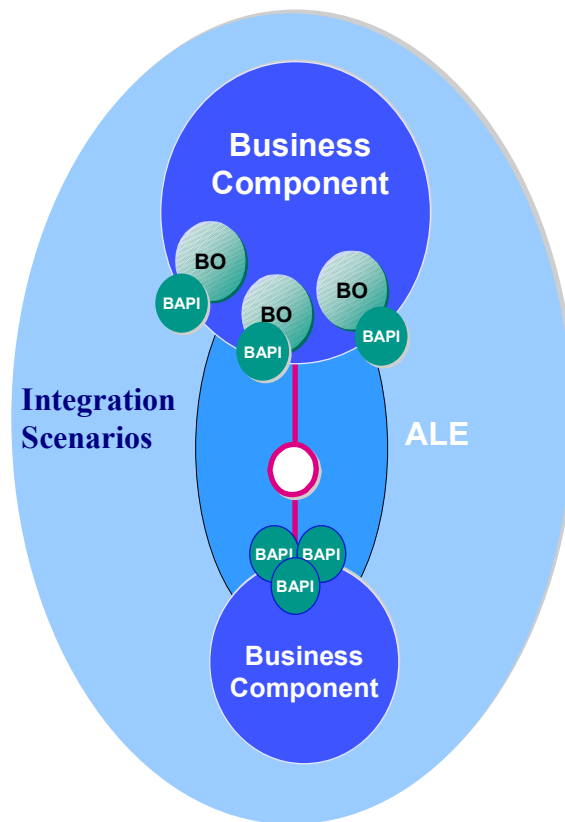 Business
Component
BO
BO
BO
BAPI
BAPI
BAPI
Integration
Scenarios
ALE
BAPI
BAPI
BAPI
Business
Component